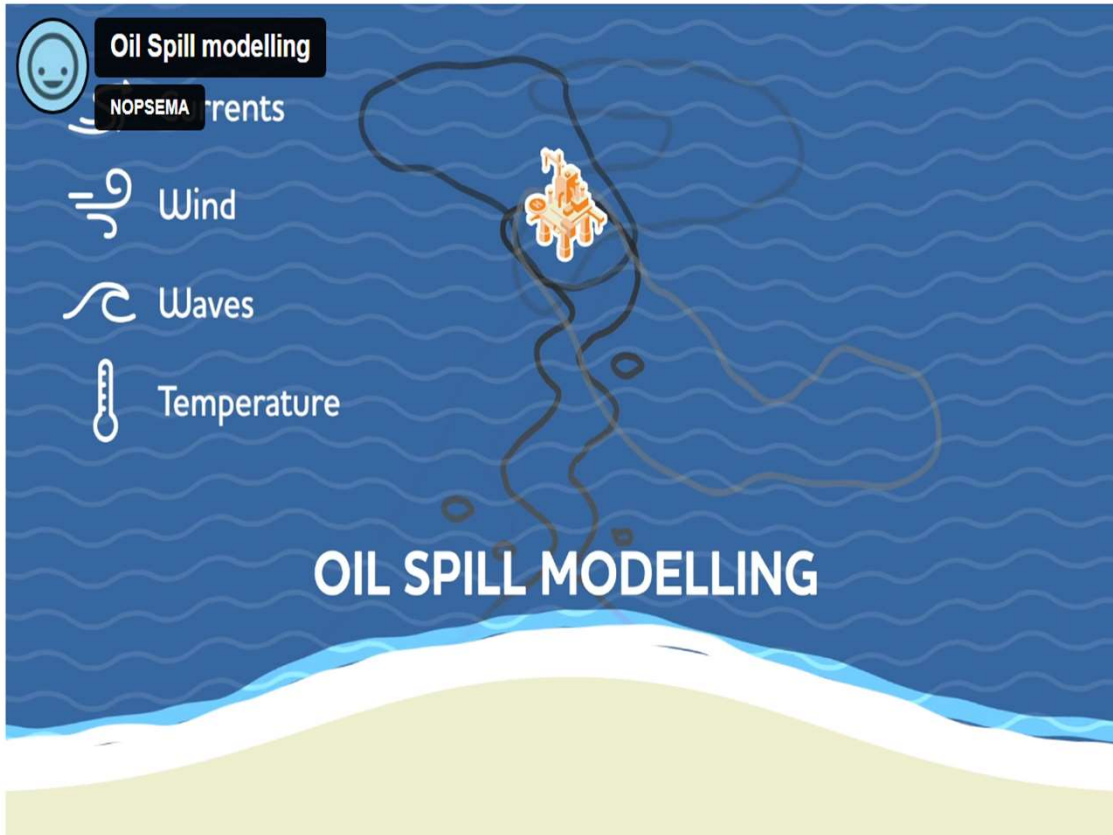 Oil Spill modelling
NOPSEMA
rrents
Wind
Waves
Temperature
OIL SPILL MODELLING